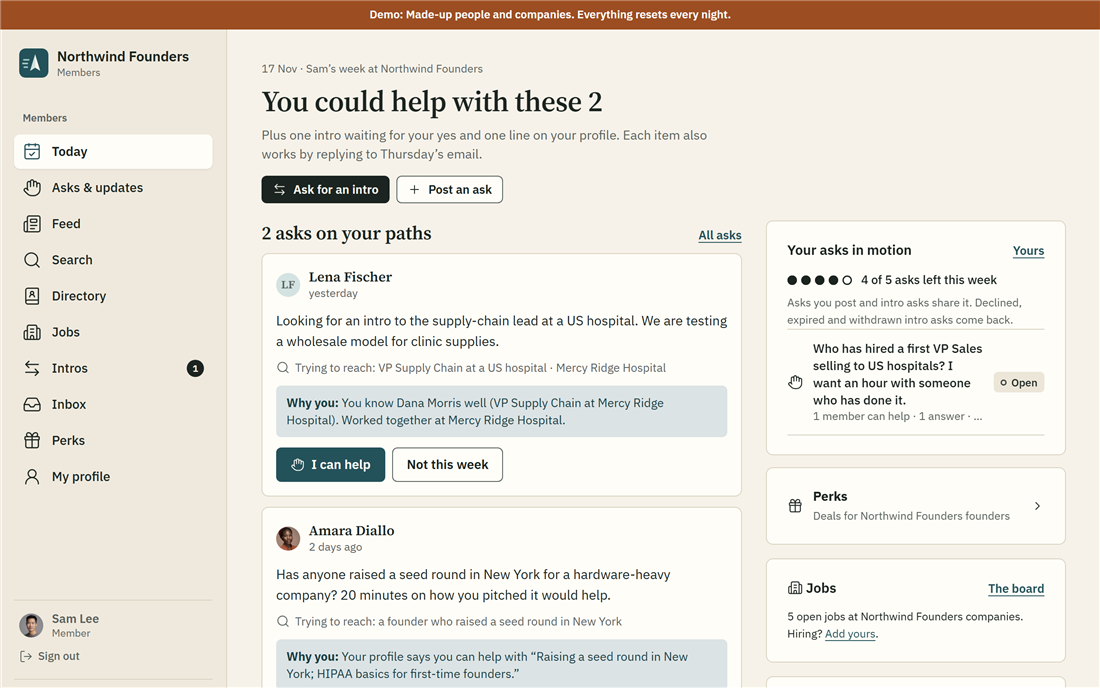 Demo: Made-up people and companies. Everything resets every night.
Northwind Founders
Members
Members
Today
Asks & updates
Feed
Search
Directory
Jobs
Intros
1
Inbox
Perks
My profile
Sam Lee
Member
Sign out
17 Nov · Sam's week at Northwind Founders
You could help with these 2
Plus one intro waiting for your yes and one line on your profile. Each item also
works by replying to Thursday's email.
Ask for an intro
Post an ask
2 asks on your paths
All asks
LF
Lena Fischer
yesterday
Looking for an intro to the supply-chain lead at a US hospital. We are testing
a wholesale model for clinic supplies.
Trying to reach: VP Supply Chain at a US hospital · Mercy Ridge Hospital
Why you: You know Dana Morris well (VP Supply Chain at Mercy Ridge
Hospital). Worked together at Mercy Ridge Hospital.
I can help
Not this week
Amara Diallo
2 days ago
Has anyone raised a seed round in New York for a hardware-heavy
company? 20 minutes on how you pitched it would help.
Trying to reach: a founder who raised a seed round in New York
Why you: Your profile says you can help with “Raising a seed round in New
York; HIPAA basics for first-time founders.”
Your asks in motion
Yours
4 of 5 asks left this week
Asks you post and intro asks share it. Declined,
expired and withdrawn intro asks come back.
Who has hired a first VP Sales
selling to US hospitals? I
want an hour with someone
who has done it.
Open
1 member can help · 1 answer · ...
Perks
Deals for Northwind Founders founders
Jobs
The board
5 open jobs at Northwind Founders companies.
Hiring? Add yours.